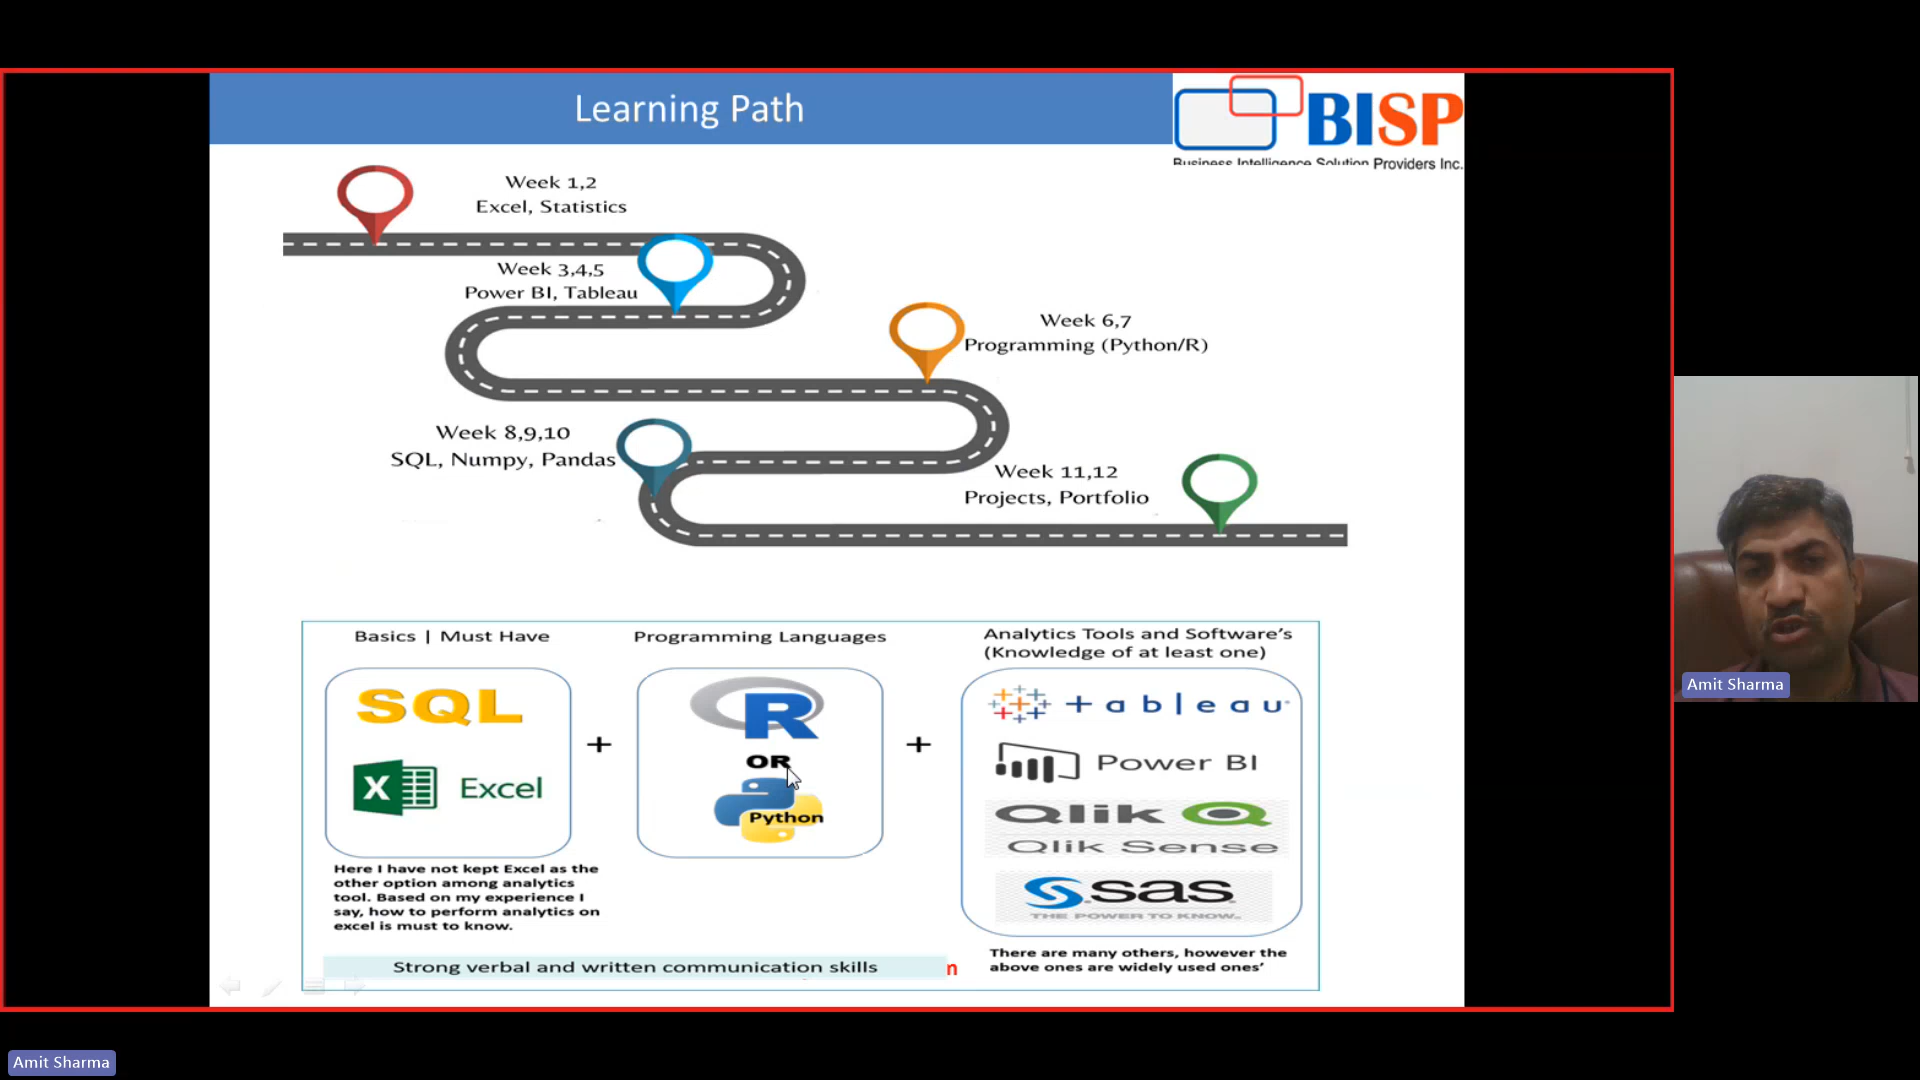 Learning Path
BISP
Business Intelligence Solution Providers Inc.
Week 1,2
Excel, Statistics
Week 3,4,5
Power BI, Tableau
Week 6,7
Programming (Python/R)
Week 8,9,10
SQL, Numpy, Pandas
Week 11,12
Projects, Portfolio
Basics | Must Have
SQL
X Excel
Here I have not kept Excel as the
other option among analytics
tool. Based on my experience I
say, how to perform analytics on
excel is must to know.
+
Programming Languages
R
OR
Python
+
Analytics Tools and Software's
(Knowledge of at least one)
+ableau
Power BI
Qlik Q
Qlik Sense
sas
THE POWER TO KNOW.
There are many others, however the
above ones are widely used ones'
Strong verbal and written communication skills
n
Amit Sharma
Amit Sharma